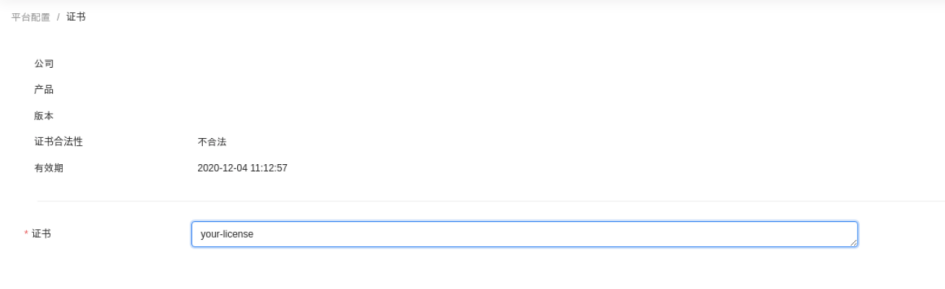 平台配置 / 证书
公司
产品
版本
证书合法性 不合法
有效期 2020-12-04 11:12:57
* 证书 your-license